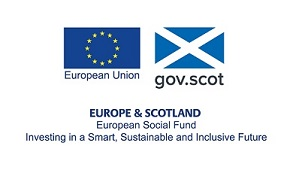 European Union
gov.scot
EUROPE & SCOTLAND
European Social Fund
Investing in a Smart, Sustainable and Inclusive Future